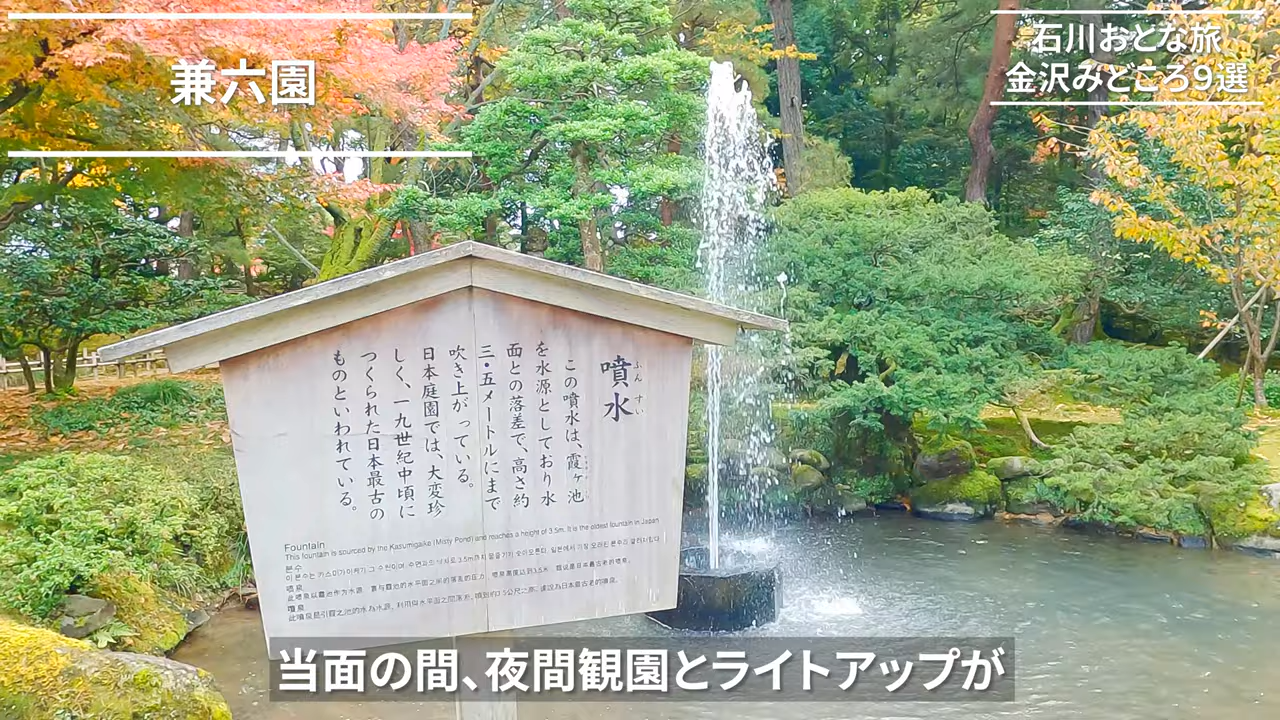 兼六園
石川おとな旅
金沢みどころ9選
噴水
ふんすい
この噴水は、霞ヶ池
を水源としており水
面との落差で、高さ約
三・五メートルにまで
吹き上がっている。
日本庭園では、大変珍
しく、一九世紀中頃に
つくられた日本最古の
ものといわれている。
Fountain
This fountain is sourced by the Kasumigaike (Misty Pond) and reaches a height of 3.5m. It is the oldest fountain in Japan
분수
喷泉
噴泉
当面の間、夜間観園とライトアップが